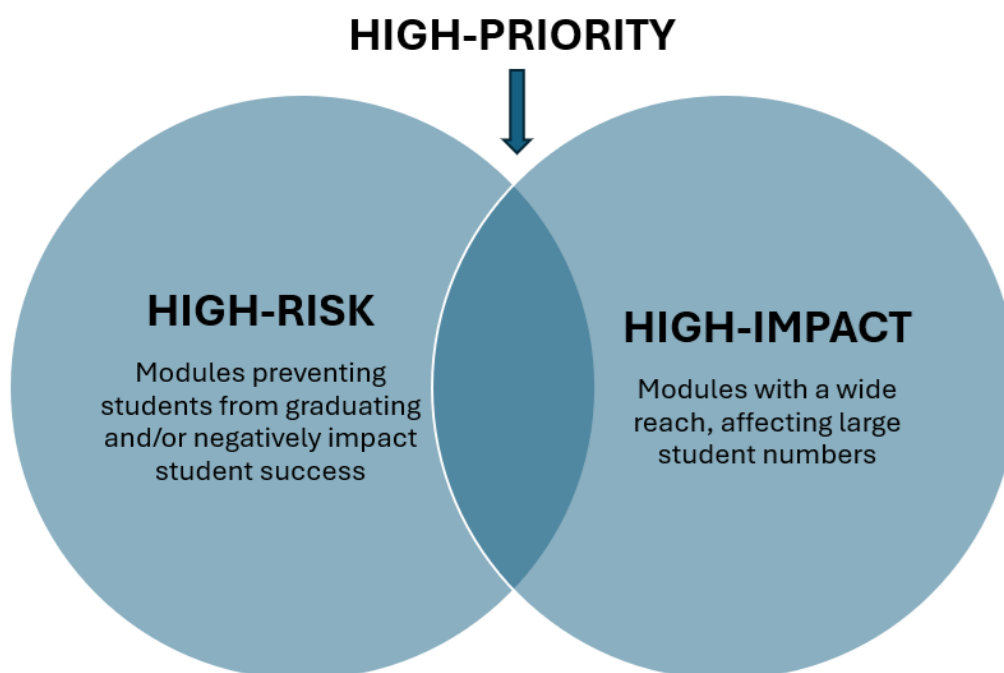 HIGH-PRIORITY
HIGH-RISK
Modules preventing
students from graduating
and/or negatively impact
student success
HIGH-IMPACT
Modules with a wide
reach, affecting large
student numbers